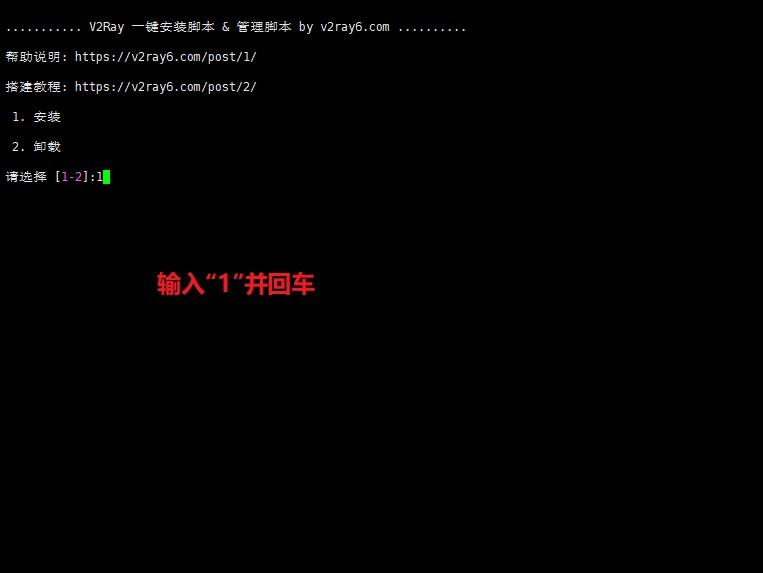 ........... V2Ray 一键安装脚本 & 管理脚本 by v2ray6.com ..........
帮助说明: https://v2ray6.com/post/1/
搭建教程: https://v2ray6.com/post/2/
1. 安装
2. 卸载
请选择 [1-2]:1
输入“1”并回车